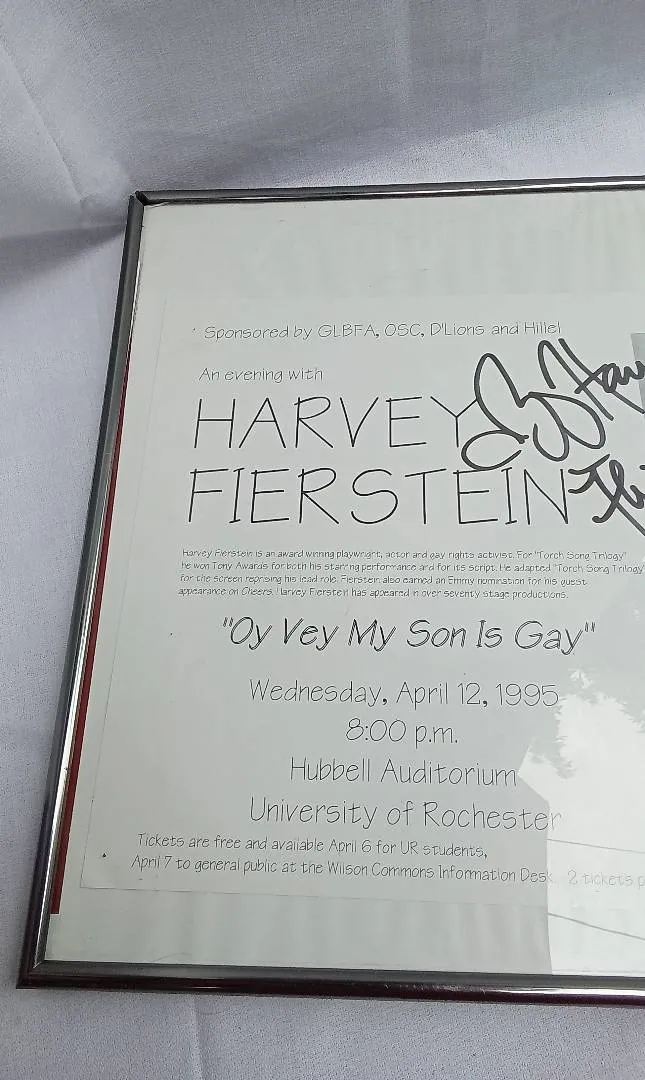 Sponsored by GLBFA, OSC, D'Lions and Hillel
An evening with
HARVEY
FIERSTEIN
Harvey Fierstein is an award winning playwright, actor and gay rights activist. For "Torch Song Trilogy"
he won Tony Awards for both his starring performance and for its script. He adapted "Torch Song Trilogy"
for the screen reprising his lead role. Fierstein also earned an Emmy nomination for his guest
appearance on Cheers. Harvey Fierstein has appeared in over seventy stage productions.
"Oy Vey My Son Is Gay"
Wednesday, April 12, 1995
8:00 p.m.
Hubbell Auditorium
University of Rochester
Tickets are free and available April 6 for UR students,
April 7 to general public at the Wilson Commons Information Desk. 2 tickets p